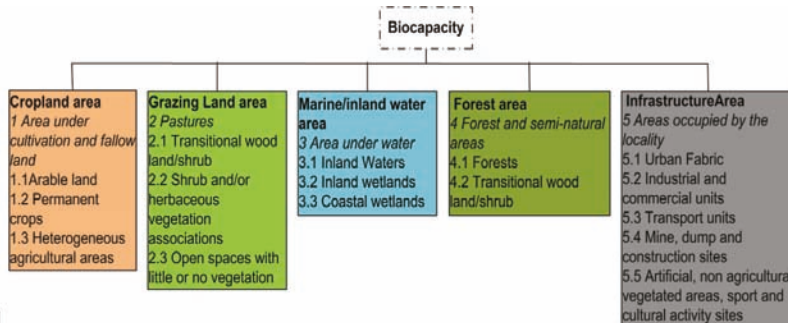 Biocapacity
Cropland area
1 Area under
cultivation and fallow
land
1.1Arable land
1.2 Permanent
crops
1.3 Heterogeneous
agricultural areas
Grazing Land area
2 Pastures
2.1 Transitional wood
land/shrub
2.2 Shrub and/or
herbaceous
vegetation
associations
2.3 Open spaces with
little or no vegetation
Marine/inland water
area
3 Area under water
3.1 Inland Waters
3.2 Inland wetlands
3.3 Coastal wetlands
Forest area
4 Forest and semi-natural
areas
4.1 Forests
4.2 Transitional wood
land/shrub
InfrastructureArea
5 Areas occupied by the
locality
5.1 Urban Fabric
5.2 Industrial and
commercial units
5.3 Transport units
5.4 Mine, dump and
construction sites
5.5 Artificial, non agricultura
vegetated areas, sport and
cultural activity sites